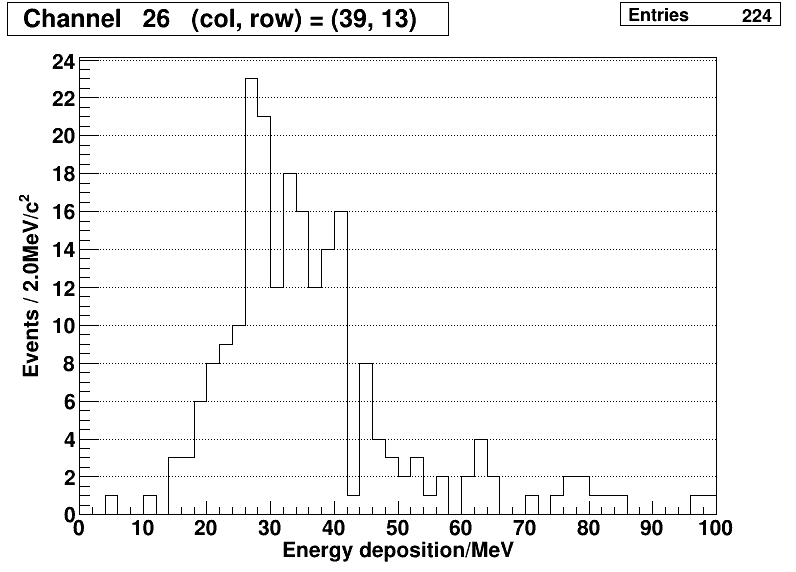 Channel 26 (col, row) = (39, 13)
Entries 224
24
22
20
18
16
14
12
10
8
6
4
2
0
Events / 2.0MeV/c²
0 10 20 30 40 50 60 70 80 90 100
Energy deposition/MeV